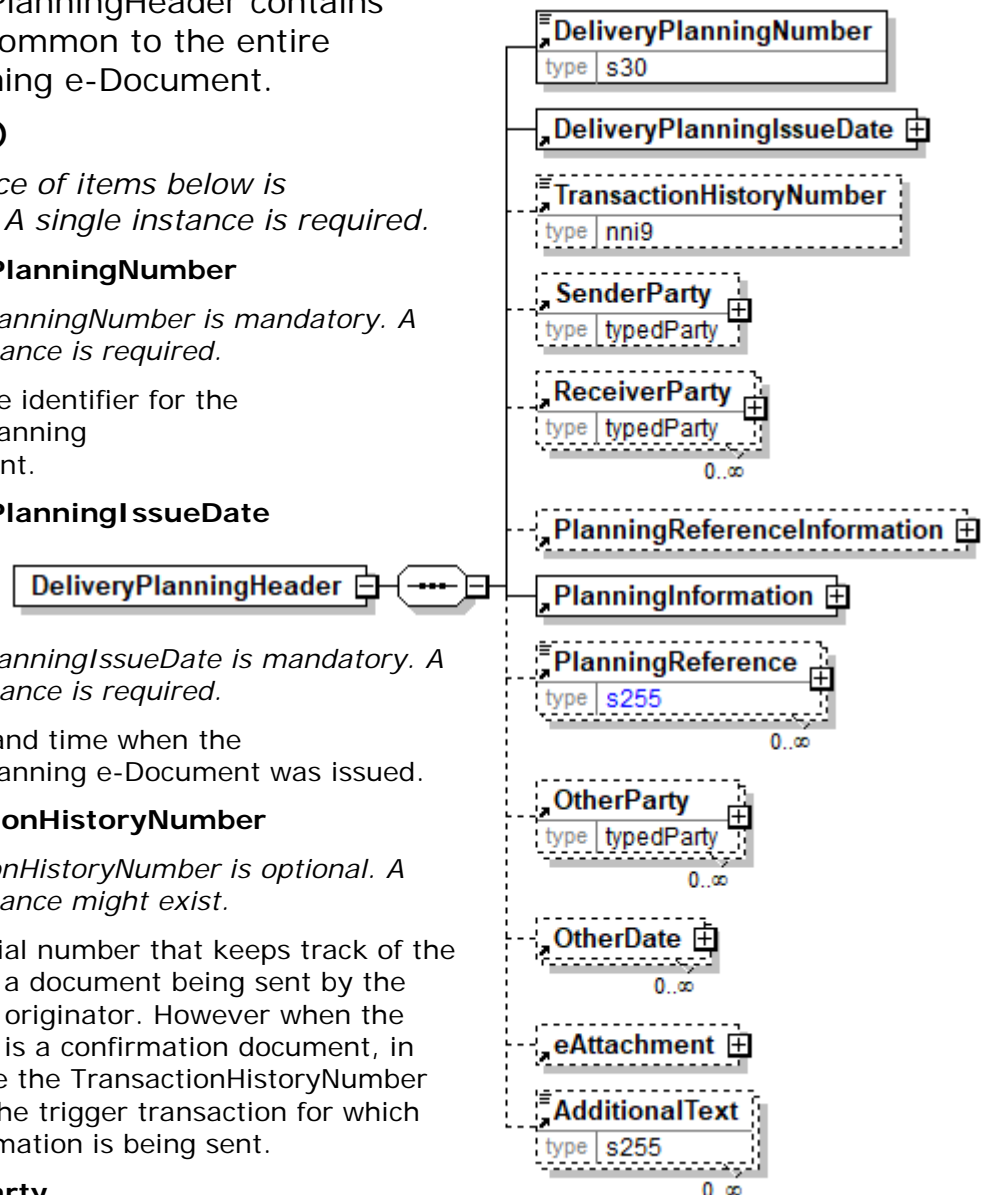 PlanningHeader contains
common to the entire
ning e-Document.
)
ce of items below is
A single instance is required.
PlanningNumber
anningNumber is mandatory. A
ance is required.
e identifier for the
anning
nt.
PlanningIssueDate
anningIssueDate is mandatory. A
ance is required.
and time when the
anning e-Document was issued.
onHistoryNumber
onHistoryNumber is optional. A
ance might exist.
ial number that keeps track of the
a document being sent by the
originator. However when the
is a confirmation document, in
e the TransactionHistoryNumber
he trigger transaction for which
mation is being sent.
arty
DeliveryPlanningHeader
DeliveryPlanningNumber
type s30
DeliveryPlanningIssueDate
TransactionHistoryNumber
type nni9
SenderParty
type typedParty
ReceiverParty
type typedParty
0..∞
PlanningReferenceInformation
PlanningInformation
PlanningReference
type s255
0..∞
OtherParty
type typedParty
0..∞
OtherDate
0..∞
eAttachment
AdditionalText
type s255
0..∞